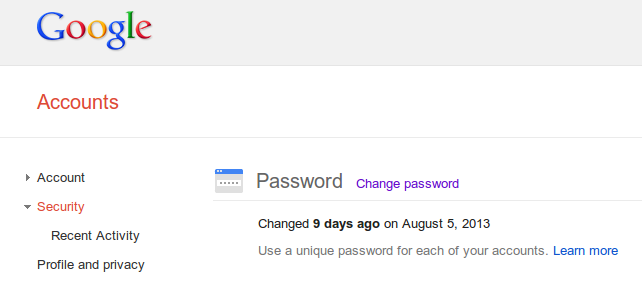 Google
Accounts
Account
Security
Recent Activity
Profile and privacy
Password Change password
Changed 9 days ago on August 5, 2013
Use a unique password for each of your accounts. Learn more